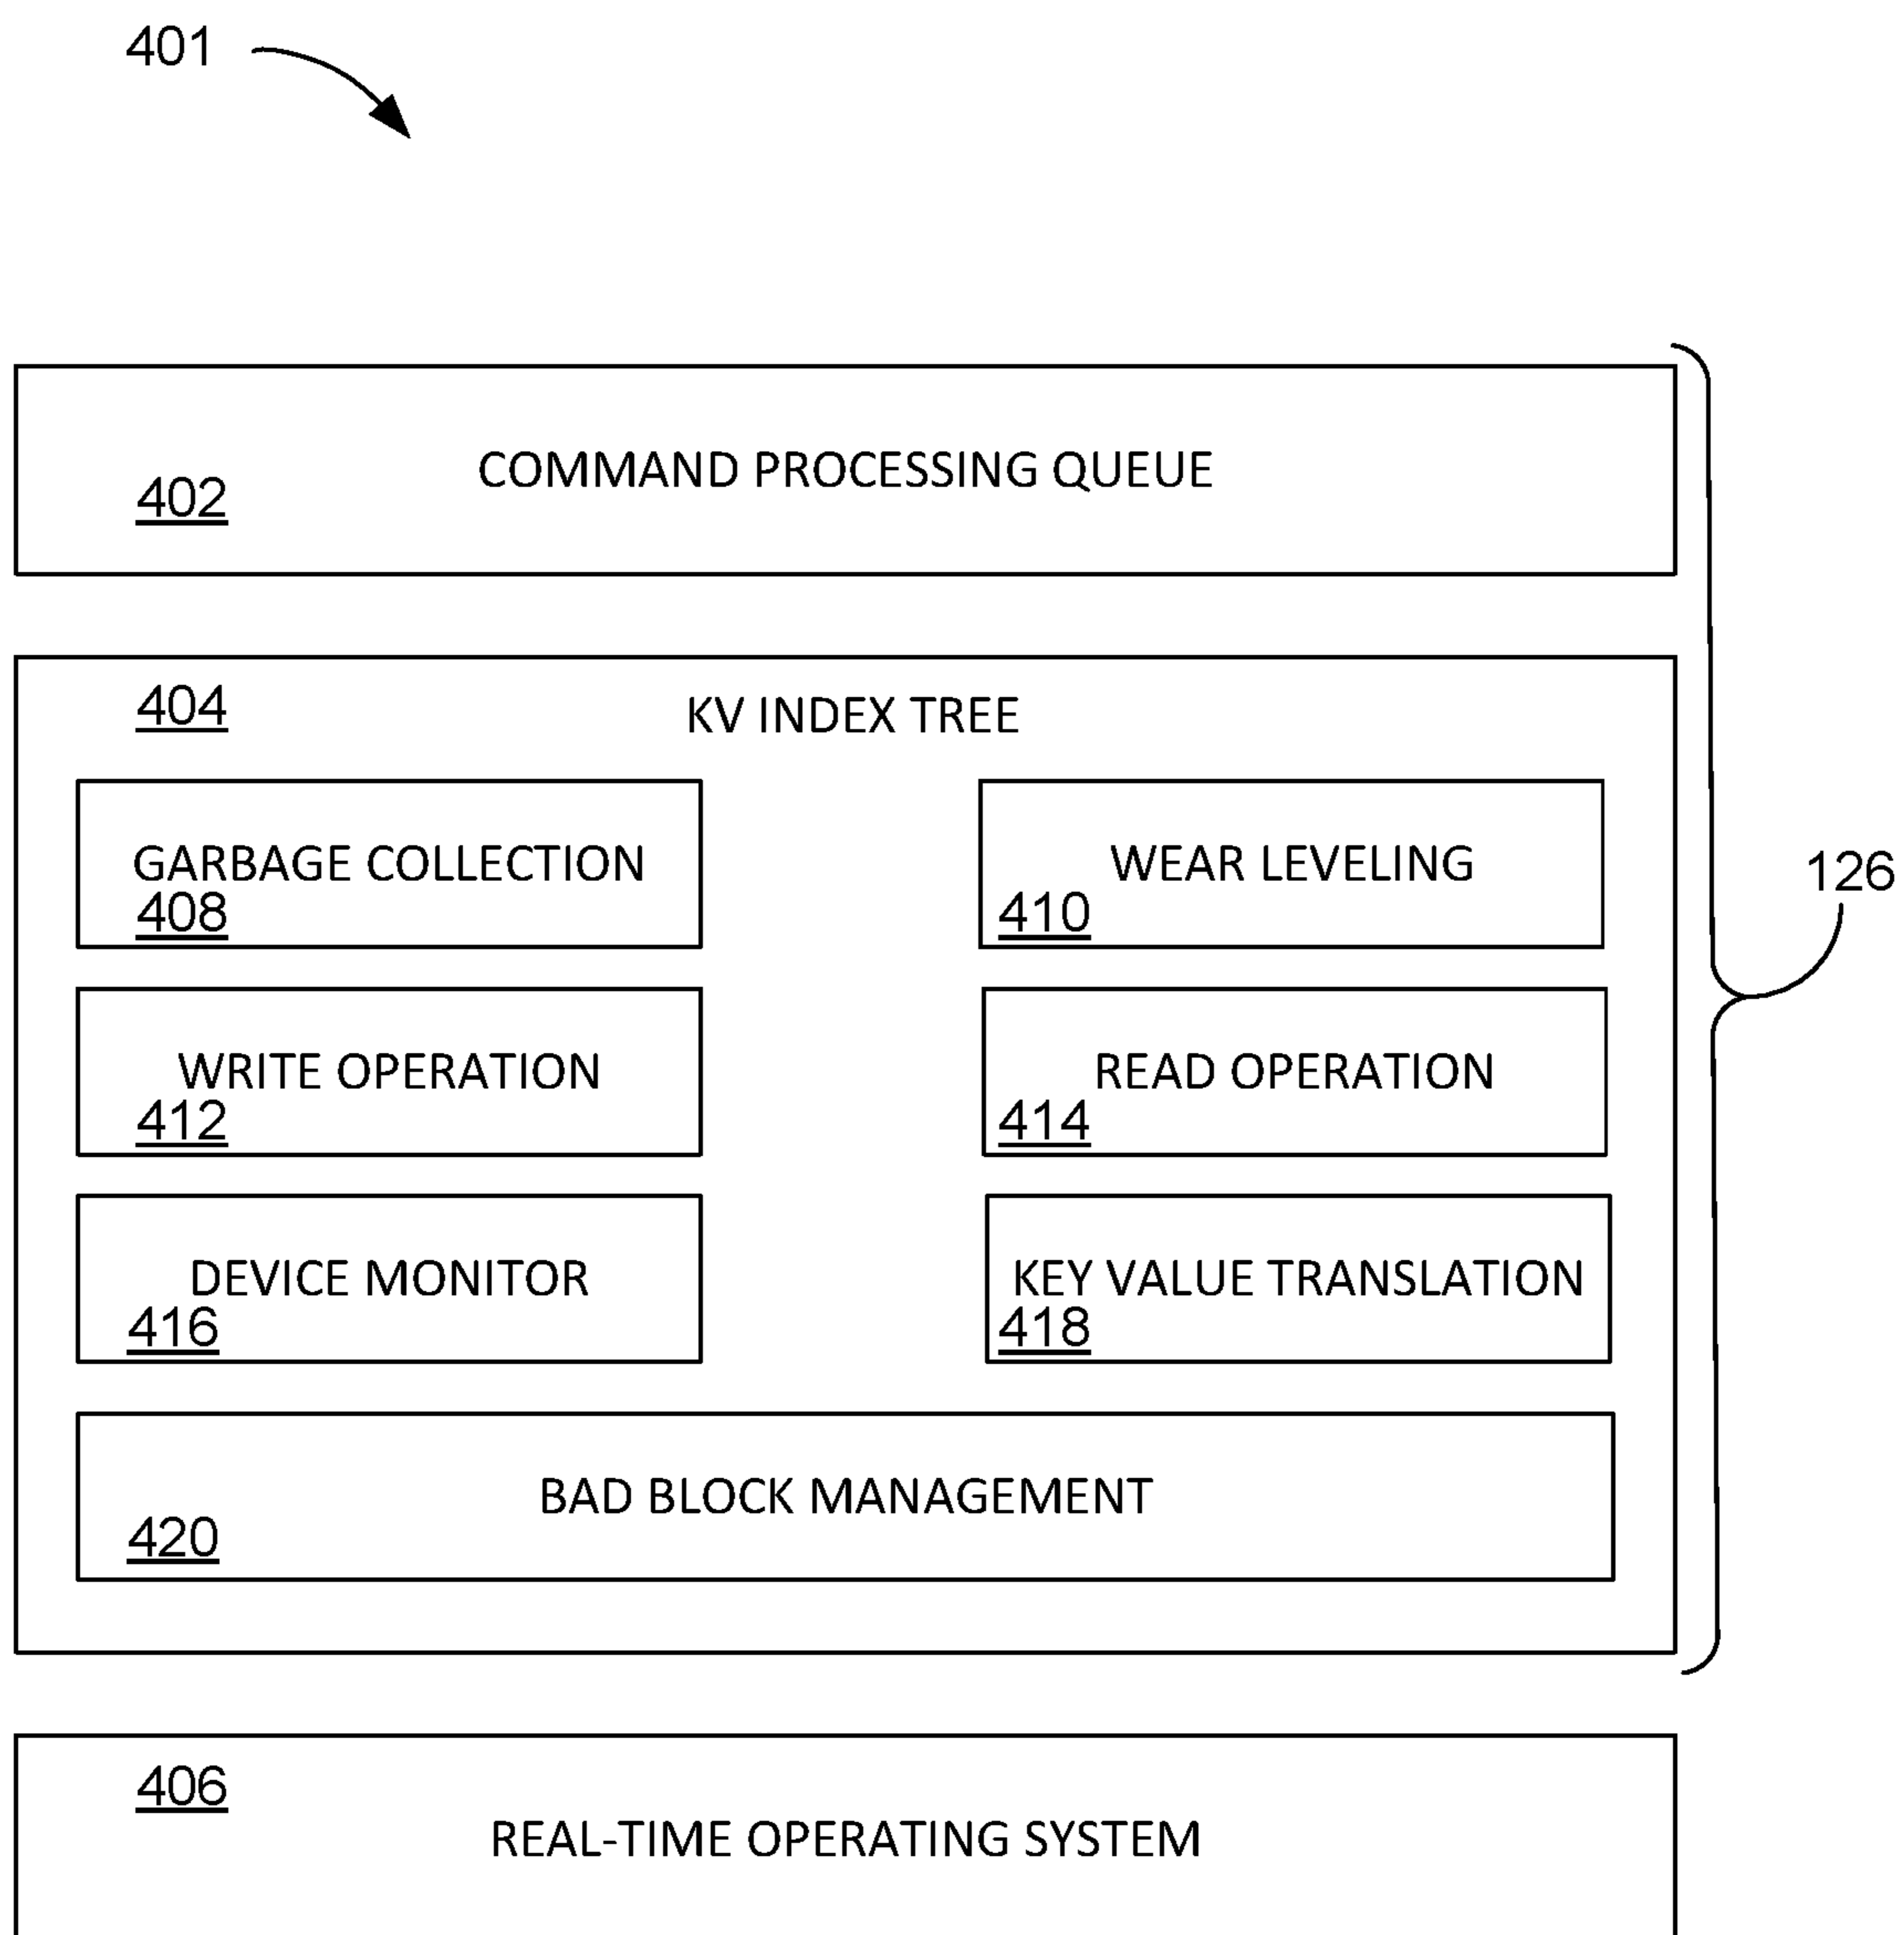 401
COMMAND PROCESSING QUEUE
402
404
KV INDEX TREE
GARBAGE COLLECTION
408
WEAR LEVELING
410
126
WRITE OPERATION
412
READ OPERATION
414
DEVICE MONITOR
416
KEY VALUE TRANSLATION
418
BAD BLOCK MANAGEMENT
420
406
REAL-TIME OPERATING SYSTEM